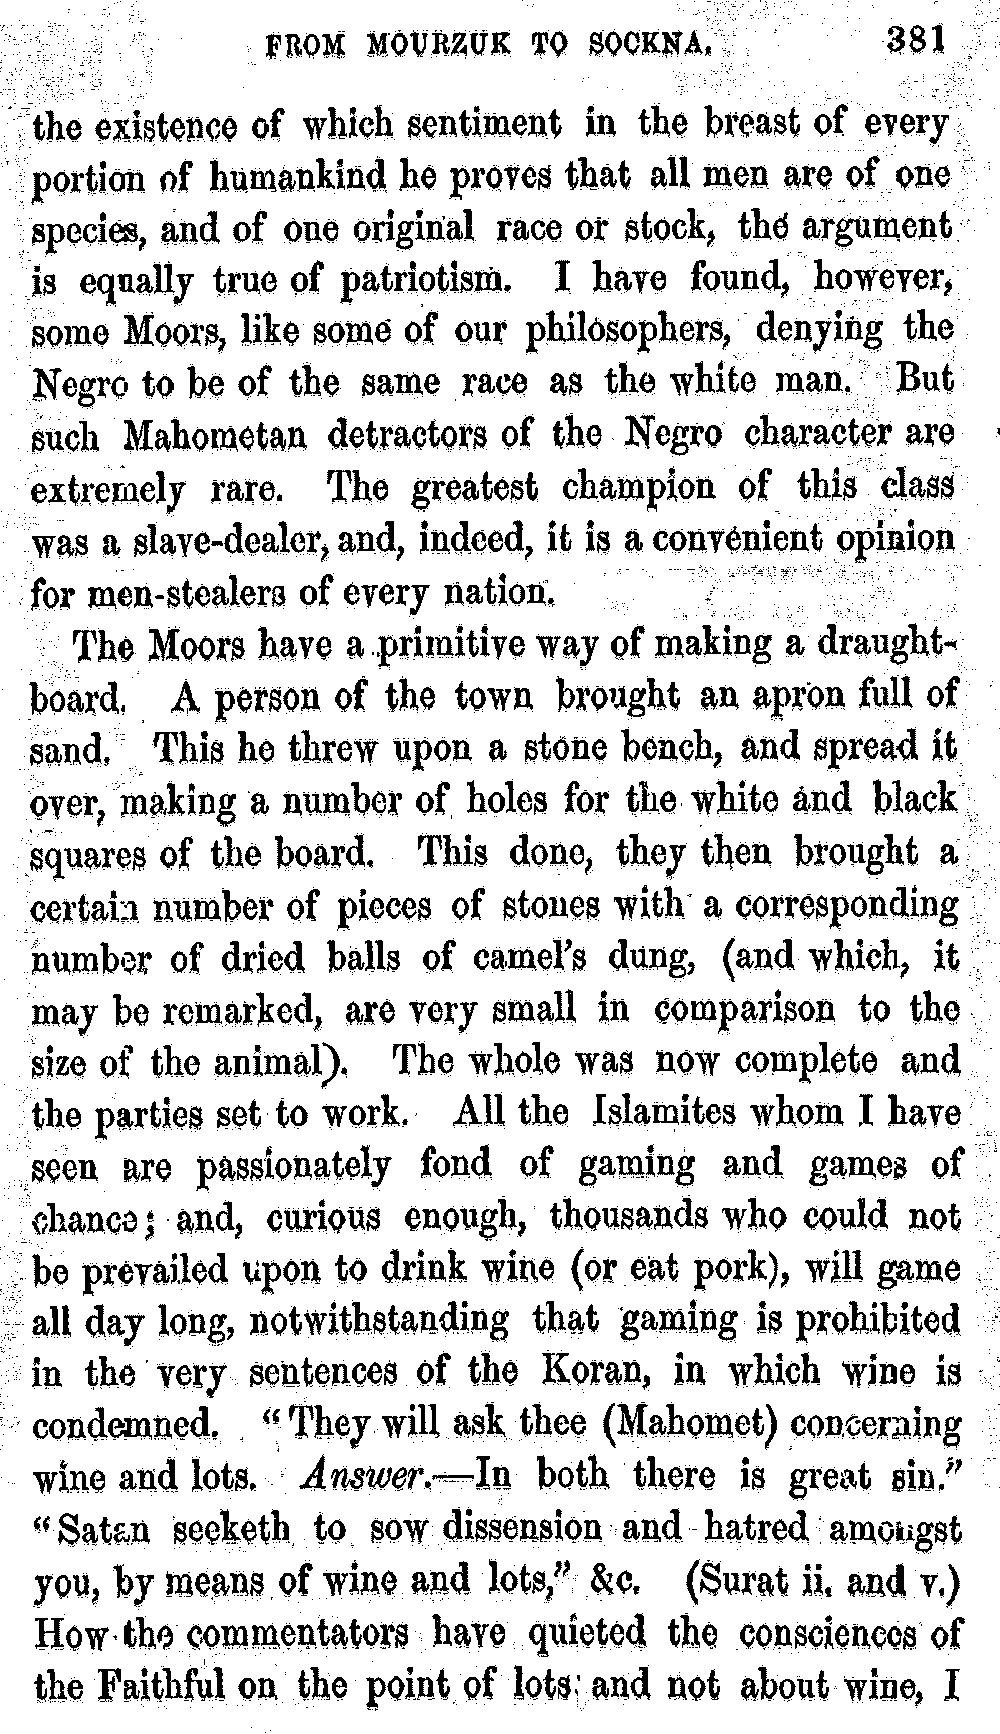 FROM MOURZUK TO SOCKNA. 381
the existence of which sentiment in the breast of every
portion of humankind he proves that all men are of one
species, and of one original race or stock, the argument
is equally true of patriotism. I have found, however,
some Moors, like some of our philosophers, denying the
Negro to be of the same race as the white man. But
such Mahometan detractors of the Negro character are
extremely rare. The greatest champion of this class
was a slave-dealer, and, indeed, it is a convenient opinion
for men-stealers of every nation.
The Moors have a primitive way of making a draught-
board. A person of the town brought an apron full of
sand. This he threw upon a stone bench, and spread it
over, making a number of holes for the white and black
squares of the board. This done, they then brought a
certain number of pieces of stones with a corresponding
number of dried balls of camel's dung, (and which, it
may be remarked, are very small in comparison to the
size of the animal). The whole was now complete and
the parties set to work. All the Islamites whom I have
seen are passionately fond of gaming and games of
chance; and, curious enough, thousands who could not
be prevailed upon to drink wine (or eat pork), will game
all day long, notwithstanding that gaming is prohibited
in the very sentences of the Koran, in which wine is
condemned. "They will ask thee (Mahomet) concerning
wine and lots. Answer.—In both there is great sin."
"Satan seeketh to sow dissension and hatred amongst
you, by means of wine and lots," &c. (Surat ii. and v.)
How the commentators have quieted the consciences of
the Faithful on the point of lots; and not about wine, I